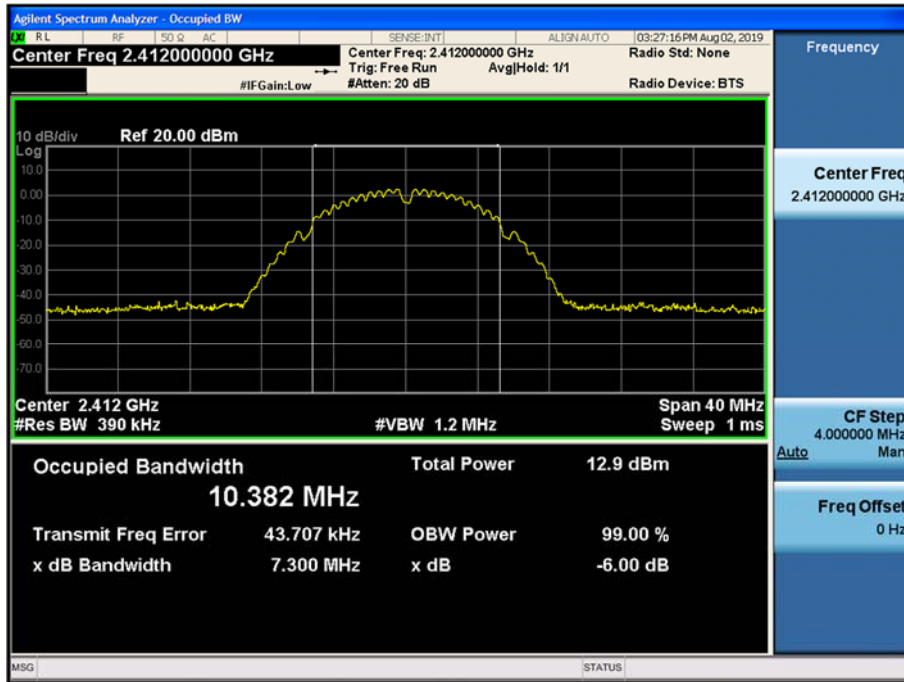 Agilent Spectrum Analyzer - Occupied BW
LXI RL RF 50 Ω AC SENSE:INT ALIGN AUTO 03:27:16 PM Aug 02, 2019
Center Freq 2.412000000 GHz
Center Freq: 2.412000000 GHz
Radio Std: None
Trig: Free Run Avg|Hold: 1/1
#IFGain:Low
#Atten: 20 dB
Radio Device: BTS
Frequency
10 dB/div Ref 20.00 dBm
Log
10.0
0.00
-10.0
-20.0
-30.0
-40.0
-50.0
-60.0
-70.0
Center Freq
2.412000000 GHz
Center 2.412 GHz
Span 40 MHz
#Res BW 390 kHz
#VBW 1.2 MHz
Sweep 1 ms
CF Step
4.000000 MHz
Auto Man
Occupied Bandwidth
10.382 MHz
Total Power 12.9 dBm
Transmit Freq Error 43.707 kHz
OBW Power 99.00 %
x dB Bandwidth 7.300 MHz
x dB -6.00 dB
Freq Offset
0 Hz
MSG
STATUS